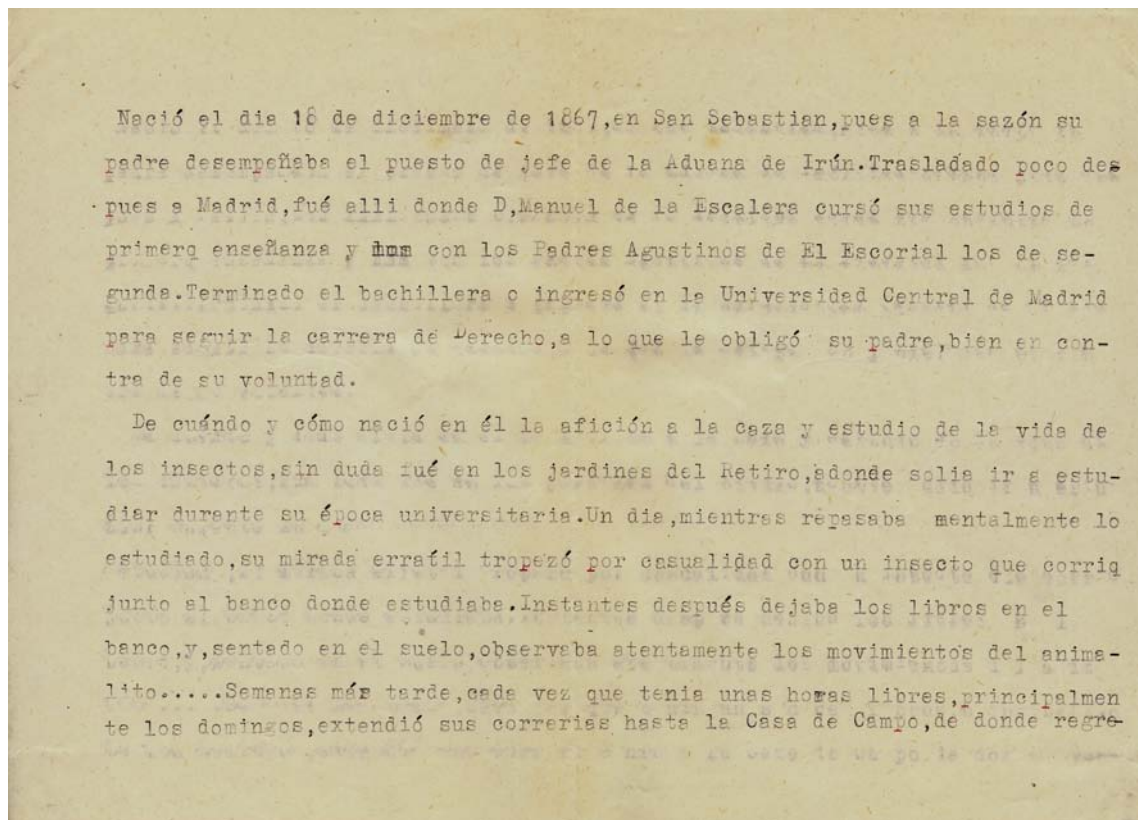 Nació el dia 18 de diciembre de 1867,en San Sebastian,pues a la sazón su
padre desempeñaba el puesto de jefe de la Aduana de Irún.Trasladado poco des
pues a Madrid,fué alli donde D,Manuel de la Escalera cursó sus estudios de
primera enseñanza y con los Padres Agustinos de El Escorial los de se-
gunda.Terminado el bachillera o ingresó en la Universidad Central de Madrid
para seguir la carrera de Derecho,a lo que le obligó su padre,bien en con-
tra de su voluntad.
De cuándo y cómo nació en él la afición a la caza y estudio de la vida de
los insectos,sin duda fué en los jardines del Retiro,adonde solia ir a estu-
diar durante su época universitaria.Un dia,mientras repasaba mentalmente lo
estudiado,su mirada erratil tropezó por casualidad con un insecto que corria
junto al banco donde estudiaba.Instantes después dejaba los libros en el
banco,y,sentado en el suelo,observaba atentamente los movimientos del anima-
lito.....Semanas más tarde,cada vez que tenia unas horas libres,principalmen
te los domingos,extendió sus correrias hasta la Casa de Campo,de donde regre-